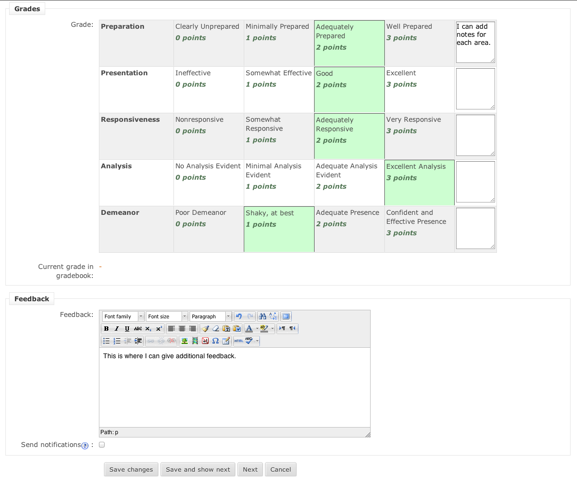 Grades
Grade:
Preparation
Clearly Unprepared
0 points
Minimally Prepared
1 points
Adequately
Prepared
2 points
Well Prepared
3 points
I can add
notes for
each area.
Presentation
Ineffective
0 points
Somewhat Effective
1 points
Good
2 points
Excellent
3 points
Responsiveness
Nonresponsive
0 points
Somewhat
Responsive
1 points
Adequately
Responsive
2 points
Very Responsive
3 points
Analysis
No Analysis Evident
0 points
Minimal Analysis
Evident
1 points
Adequate Analysis
Evident
2 points
Excellent Analysis
3 points
Demeanor
Poor Demeanor
0 points
Shaky, at best
1 points
Adequate Presence
2 points
Confident and
Effective Presence
3 points
Current grade in
gradebook:
-
Feedback
Feedback:
Font family
Font size
Paragraph
B I U ABC X₂ X²
This is where I can give additional feedback.
Path: p
Send notifications ? :
Save changes
Save and show next
Next
Cancel